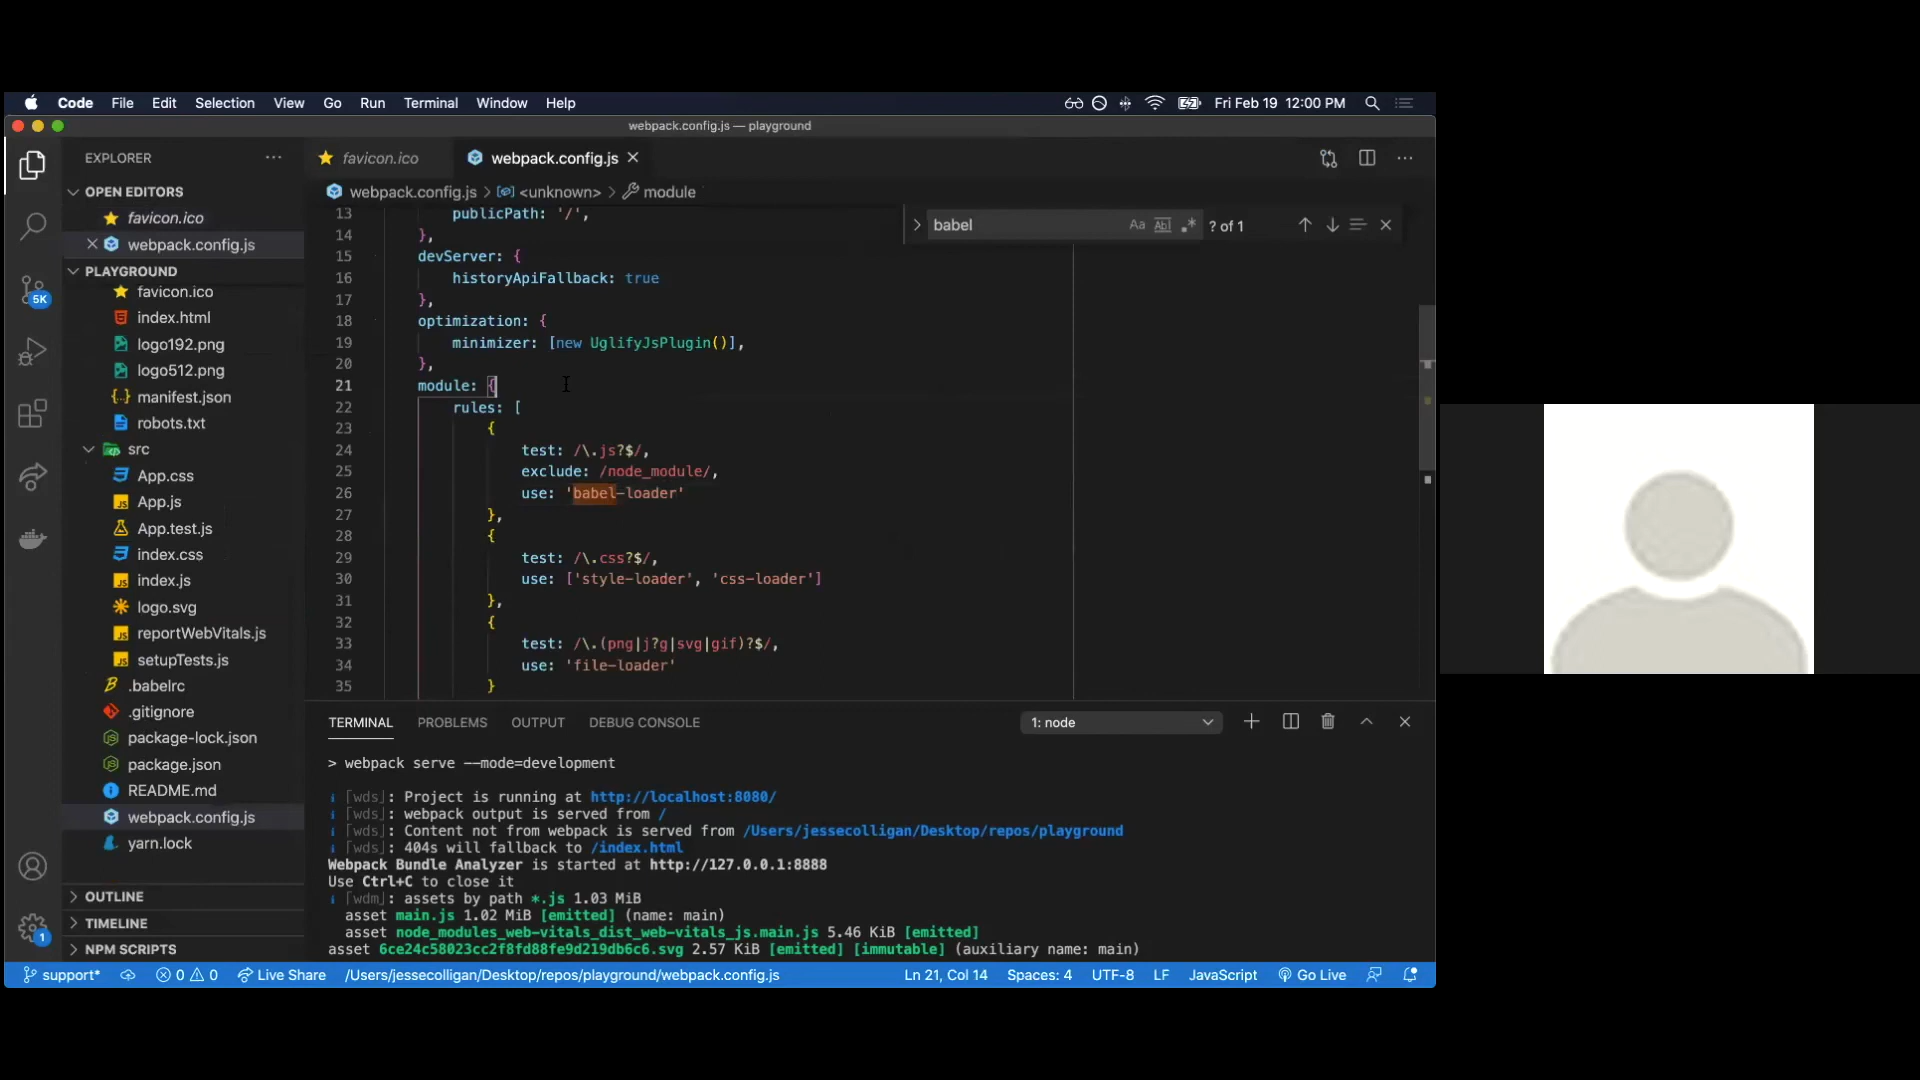 Code File Edit Selection View Go Run Terminal Window Help
Fri Feb 19 12:00 PM
webpack.config.js — playground
EXPLORER
OPEN EDITORS
favicon.ico
webpack.config.js
PLAYGROUND
favicon.ico
index.html
logo192.png
logo512.png
manifest.json
robots.txt
src
App.css
App.js
App.test.js
index.css
index.js
logo.svg
reportWebVitals.js
setupTests.js
.babelrc
.gitignore
package-lock.json
package.json
README.md
webpack.config.js
yarn.lock
OUTLINE
TIMELINE
NPM SCRIPTS
5K
1
favicon.ico
webpack.config.js
webpack.config.js > <unknown> > module
babel
Aa Abl .* ? of 1
13 publicPath: '/',
14 },
15 devServer: {
16 historyApiFallback: true
17 },
18 optimization: {
19 minimizer: [new UglifyJsPlugin()],
20 },
21 module: {
22 rules: [
23 {
24 test: /\.js?$/,
25 exclude: /node_module/,
26 use: 'babel-loader'
27 },
28 {
29 test: /\.css?$/,
30 use: ['style-loader', 'css-loader']
31 },
32 {
33 test: /\.(png|j?g|svg|gif)?$/,
34 use: 'file-loader'
35 }
TERMINAL PROBLEMS OUTPUT DEBUG CONSOLE
1: node
> webpack serve --mode=development
i ｢wds｣: Project is running at http://localhost:8080/
i ｢wds｣: webpack output is served from /
i ｢wds｣: Content not from webpack is served from /Users/jessecolligan/Desktop/repos/playground
i ｢wds｣: 404s will fallback to /index.html
Webpack Bundle Analyzer is started at http://127.0.0.1:8888
Use Ctrl+C to close it
i ｢wdm｣: assets by path *.js 1.03 MiB
asset main.js 1.02 MiB [emitted] (name: main)
asset node_modules_web-vitals_dist_web-vitals_js.main.js 5.46 KiB [emitted]
asset 6ce24c58023cc2f8fd88fe9d219db6c6.svg 2.57 KiB [emitted] [immutable] (auxiliary name: main)
support* 0 0 Live Share /Users/jessecolligan/Desktop/repos/playground/webpack.config.js Ln 21, Col 14 Spaces: 4 UTF-8 LF JavaScript Go Live